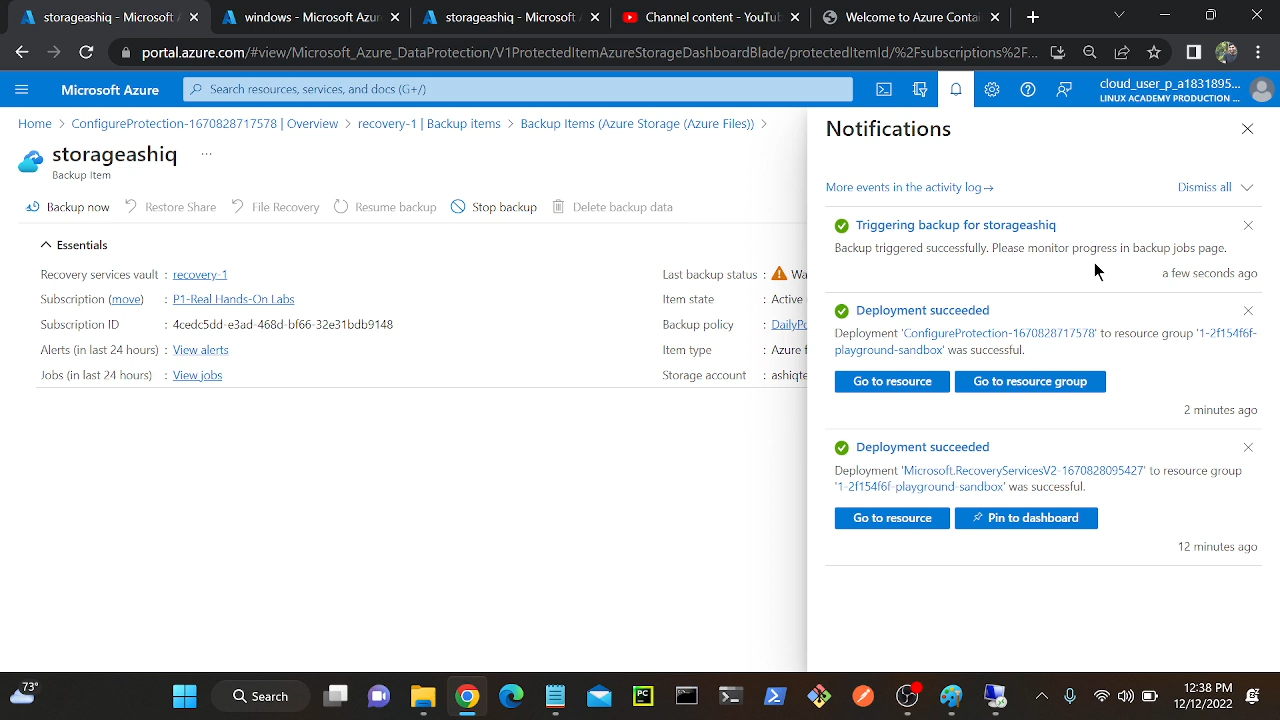 storageashiq - Microsoft A
windows - Microsoft Azur
storageashiq - Microsoft A
Channel content - YouTub
Welcome to Azure Contai
portal.azure.com/#view/Microsoft_Azure_DataProtection/V1ProtectedItemAzureStorageDashboardBlade/protectedItemId/%2Fsubscriptions%2F...
Microsoft Azure
Search resources, services, and docs (G+/)
cloud_user_p_a1831895...
LINUX ACADEMY PRODUCTION ...
Home > ConfigureProtection-1670828717578 | Overview > recovery-1 | Backup items > Backup Items (Azure Storage (Azure Files)) >
storageashiq ...
Backup Item
Backup now Restore Share File Recovery Resume backup Stop backup Delete backup data
Essentials
Recovery services vault : recovery-1
Subscription (move) : P1-Real Hands-On Labs
Subscription ID : 4cedc5dd-e3ad-468d-bf66-32e31bdb9148
Alerts (in last 24 hours) : View alerts
Jobs (in last 24 hours) : View jobs
Last backup status : Wa
Item state : Active
Backup policy : DailyPo
Item type : Azure f
Storage account : ashiqte
Notifications
More events in the activity log →
Dismiss all
Triggering backup for storageashiq
Backup triggered successfully. Please monitor progress in backup jobs page.
a few seconds ago
Deployment succeeded
Deployment 'ConfigureProtection-1670828717578' to resource group '1-2f154f6f-
playground-sandbox' was successful.
Go to resource Go to resource group
2 minutes ago
Deployment succeeded
Deployment 'Microsoft.RecoveryServicesV2-1670828095427' to resource group
'1-2f154f6f-playground-sandbox' was successful.
Go to resource Pin to dashboard
12 minutes ago
73°
Search
PC
12:38 PM
12/12/2022